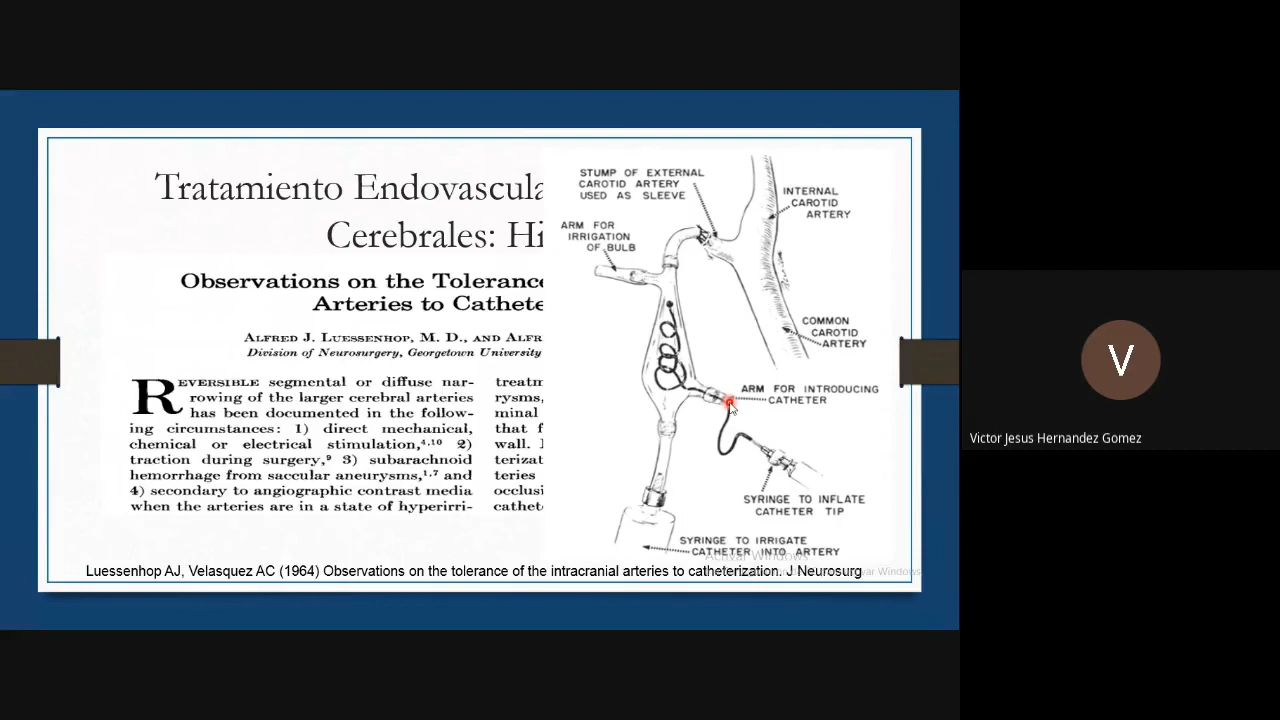 Tratamiento Endovascula
Cerebrales: Hi
Observations on the Tolerance
Arteries to Cathete
ALFRED J. LUESSENHOP, M. D., AND ALFR
Division of Neurosurgery, Georgetown University
REVERSIBLE segmental or diffuse nar-
rowing of the larger cerebral arteries
has been documented in the follow-
ing circumstances: 1) direct mechanical,
chemical or electrical stimulation,4,10 2)
traction during surgery,9 3) subarachnoid
hemorrhage from saccular aneurysms,1,7 and
4) secondary to angiographic contrast media
when the arteries are in a state of hyperirri-
treatm
rysms,
minal
that f
wall. I
terizat
teries
occlusi
cathet
STUMP OF EXTERNAL
CAROTID ARTERY
USED AS SLEEVE
INTERNAL
CAROTID
ARTERY
ARM FOR
IRRIGATION
OF BULB
COMMON
CAROTID
ARTERY
ARM FOR INTRODUCING
CATHETER
SYRINGE TO INFLATE
CATHETER TIP
SYRINGE TO IRRIGATE
CATHETER INTO ARTERY
Activar Windows
Luessenhop AJ, Velasquez AC (1964) Observations on the tolerance of the intracranial arteries to catheterization. J Neurosurg
Victor Jesus Hernandez Gomez
V